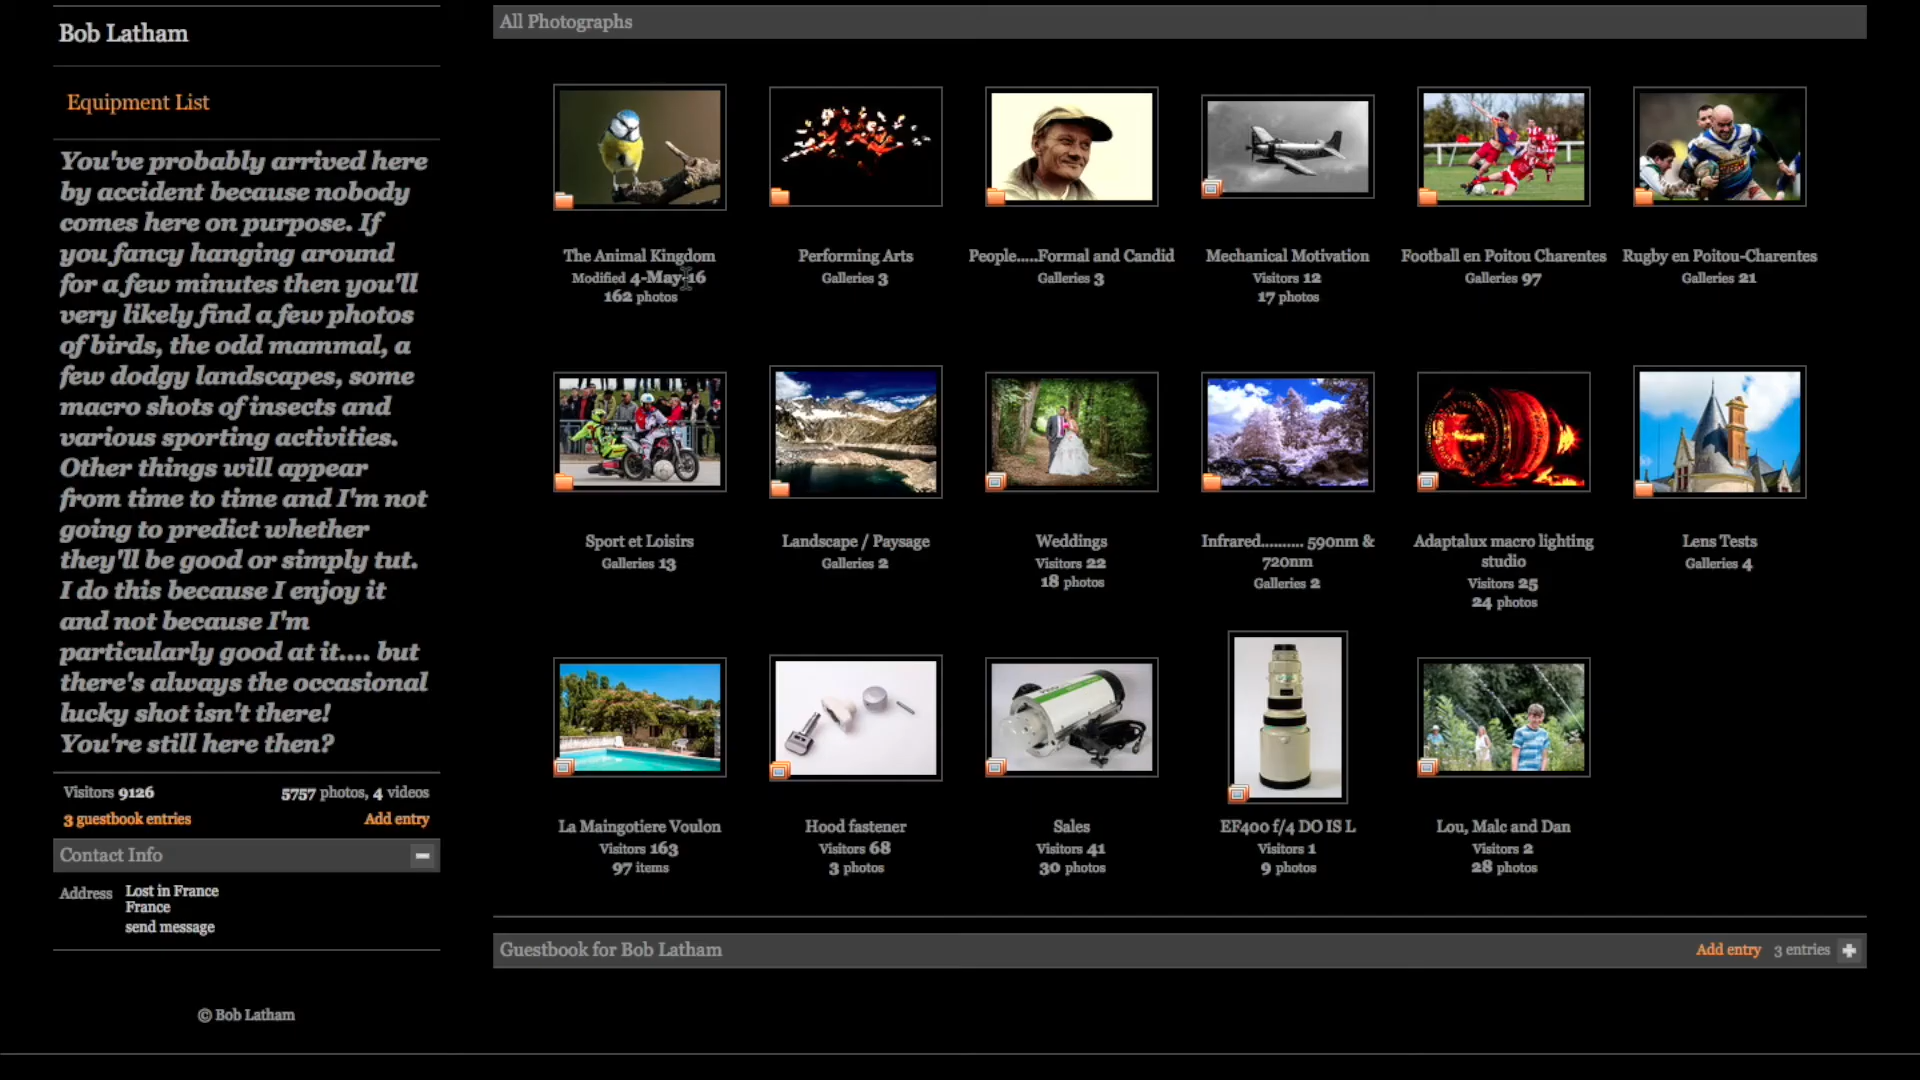 Bob Latham
Equipment List
You've probably arrived here
by accident because nobody
comes here on purpose. If
you fancy hanging around
for a few minutes then you'll
very likely find a few photos
of birds, the odd mammal, a
few dodgy landscapes, some
macro shots of insects and
various sporting activities.
Other things will appear
from time to time and I'm not
going to predict whether
they'll be good or simply tut.
I do this because I enjoy it
and not because I'm
particularly good at it.... but
there's always the occasional
lucky shot isn't there!
You're still here then?
Visitors 9126 5757 photos, 4 videos
3 guestbook entries Add entry
Contact Info
Address Lost in France
France
send message
© Bob Latham
All Photographs
The Animal Kingdom
Modified 4-May-16
162 photos
Performing Arts
Galleries 3
People.....Formal and Candid
Galleries 3
Mechanical Motivation
Visitors 12
17 photos
Football en Poitou Charentes
Galleries 97
Rugby en Poitou-Charentes
Galleries 21
Sport et Loisirs
Galleries 13
Landscape / Paysage
Galleries 2
Weddings
Visitors 22
18 photos
Infrared.......... 590nm &
720nm
Galleries 2
Adaptalux macro lighting
studio
Visitors 25
24 photos
Lens Tests
Galleries 4
La Maingotiere Voulon
Visitors 163
97 items
Hood fastener
Visitors 68
3 photos
Sales
Visitors 41
30 photos
EF400 f/4 DO IS L
Visitors 1
9 photos
Lou, Malc and Dan
Visitors 2
28 photos
Guestbook for Bob Latham Add entry 3 entries